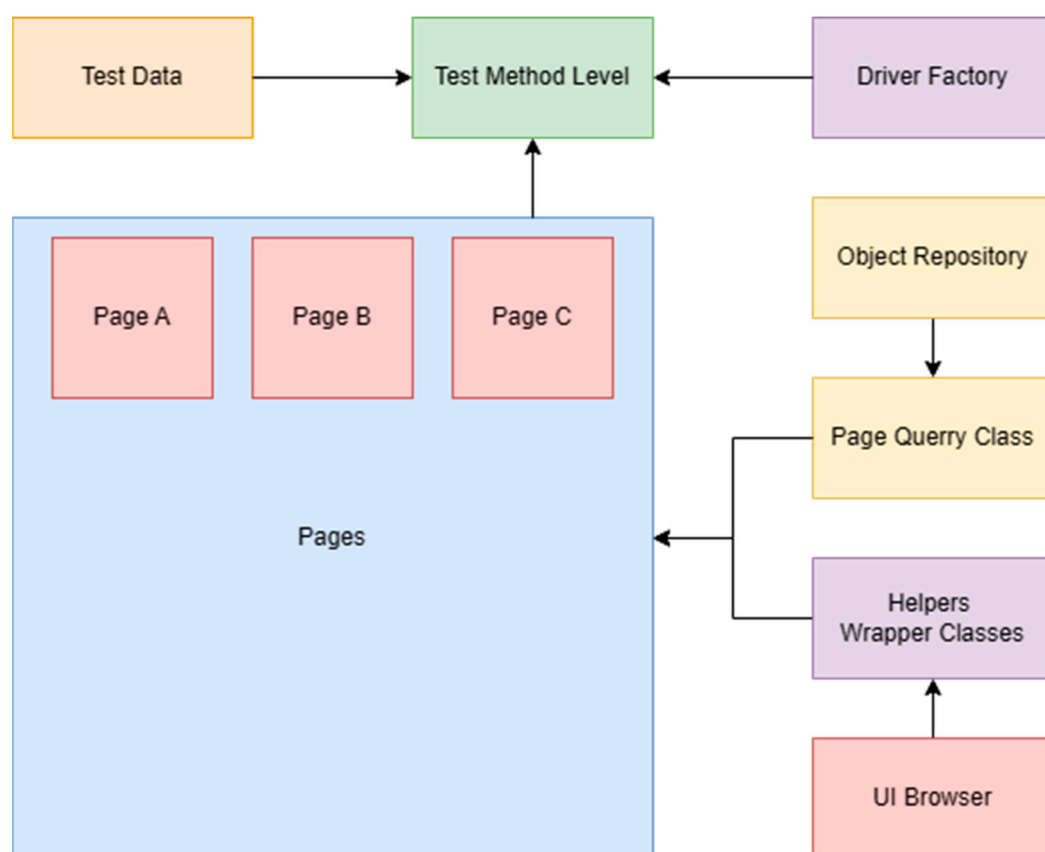 Test Data
Test Method Level
Driver Factory
Object Repository
Page A
Page B
Page C
Page Querry Class
Pages
Helpers
Wrapper Classes
UI Browser